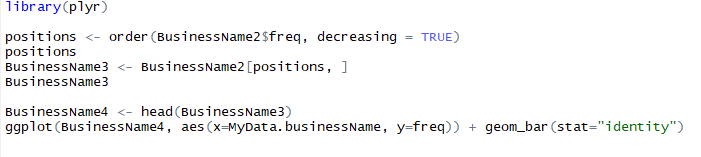 library(plyr)
positions <- order(BusinessName2$freq, decreasing = TRUE)
positions
BusinessName3 <- BusinessName2[positions, ]
BusinessName3
BusinessName4 <- head(BusinessName3)
ggplot(BusinessName4, aes(x=MyData.businessName, y=freq)) + geom_bar(stat="identity")